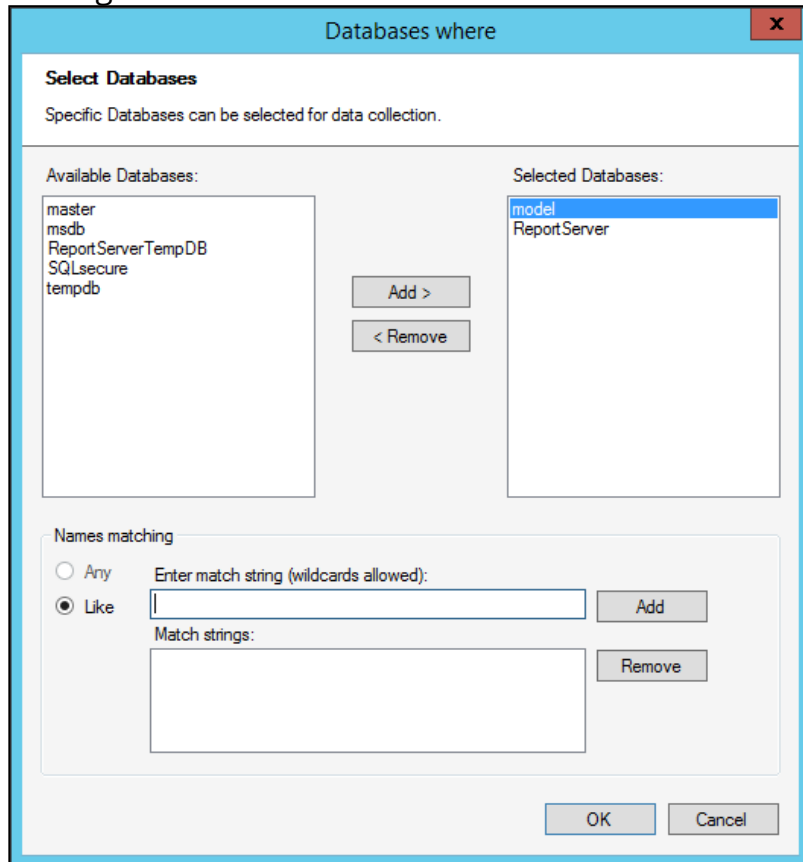 Databases where
x
Select Databases
Specific Databases can be selected for data collection.
Available Databases:
master
msdb
ReportServerTempDB
SQLsecure
tempdb
Add >
< Remove
Selected Databases:
model
ReportServer
Names matching
Any
Like
Enter match string (wildcards allowed):
Add
Match strings:
Remove
OK
Cancel